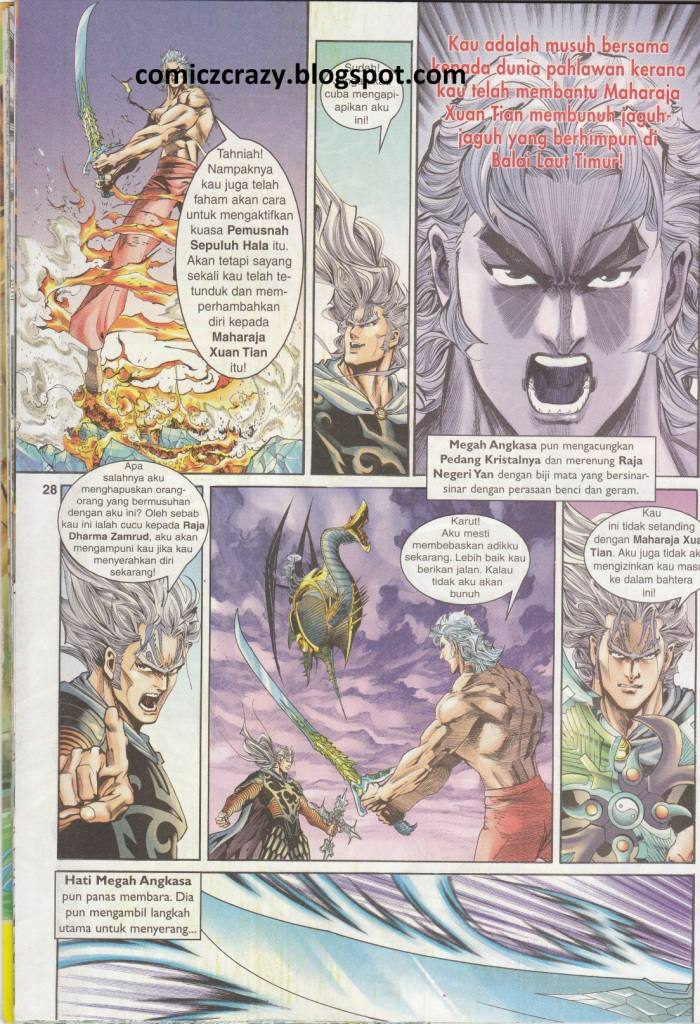 comiczcrazy.blogspot.com
Tahniah!
Nampaknya
kau juga telah
faham akan cara
untuk mengaktifkan
kuasa Pemusnah
Sepuluh Hala itu.
Akan tetapi sayang
sekali kau telah te-
tunduk dan mem-
perhambahkan
diri kepada
Maharaja
Xuan Tian
itu!
Sudah!
cuba mengapi-
apikan aku
ini!
Kau adalah musuh bersama
kepada dunia pahlawan kerana
kau telah membantu Maharaja
Xuan Tian membunuh jaguh-
jaguh yang berhimpun di
Balai Laut Timur!
Megah Angkasa pun mengacungkan
Pedang Kristalnya dan merenung Raja
Negeri Yan dengan biji mata yang bersinar-
sinar dengan perasaan benci dan geram.
28
Apa
salahnya aku
menghapuskan orang-
orang yang bermusuhan
dengan aku ini? Oleh sebab
kau ini ialah cucu kepada Raja
Dharma Zamrud, aku akan
mengampuni kau jika kau
menyerahkan diri
sekarang!
Karut!
Aku mesti
membebaskan adikku
sekarang. Lebih baik kau
berikan jalan. Kalau
tidak aku akan
bunuh
Kau
ini tidak setanding
dengan Maharaja Xua
Tian. Aku juga tidak ak
mengizinkan kau masu
ke dalam bahtera
ini!
Hati Megah Angkasa
pun panas membara. Dia
pun mengambil langkah
utama untuk menyerang...